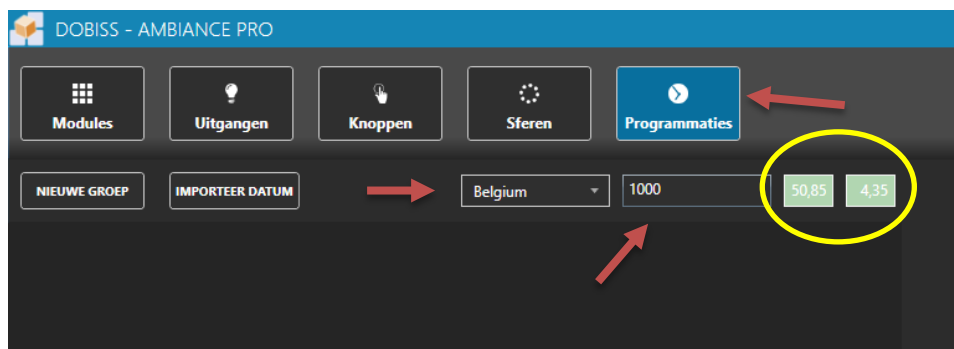 DOBISS - AMBIANCE PRO
Modules Uitgangen Knoppen Sferen Programmaties
NIEUWE GROEP IMPORTEER DATUM Belgium 1000 50,85 4,35